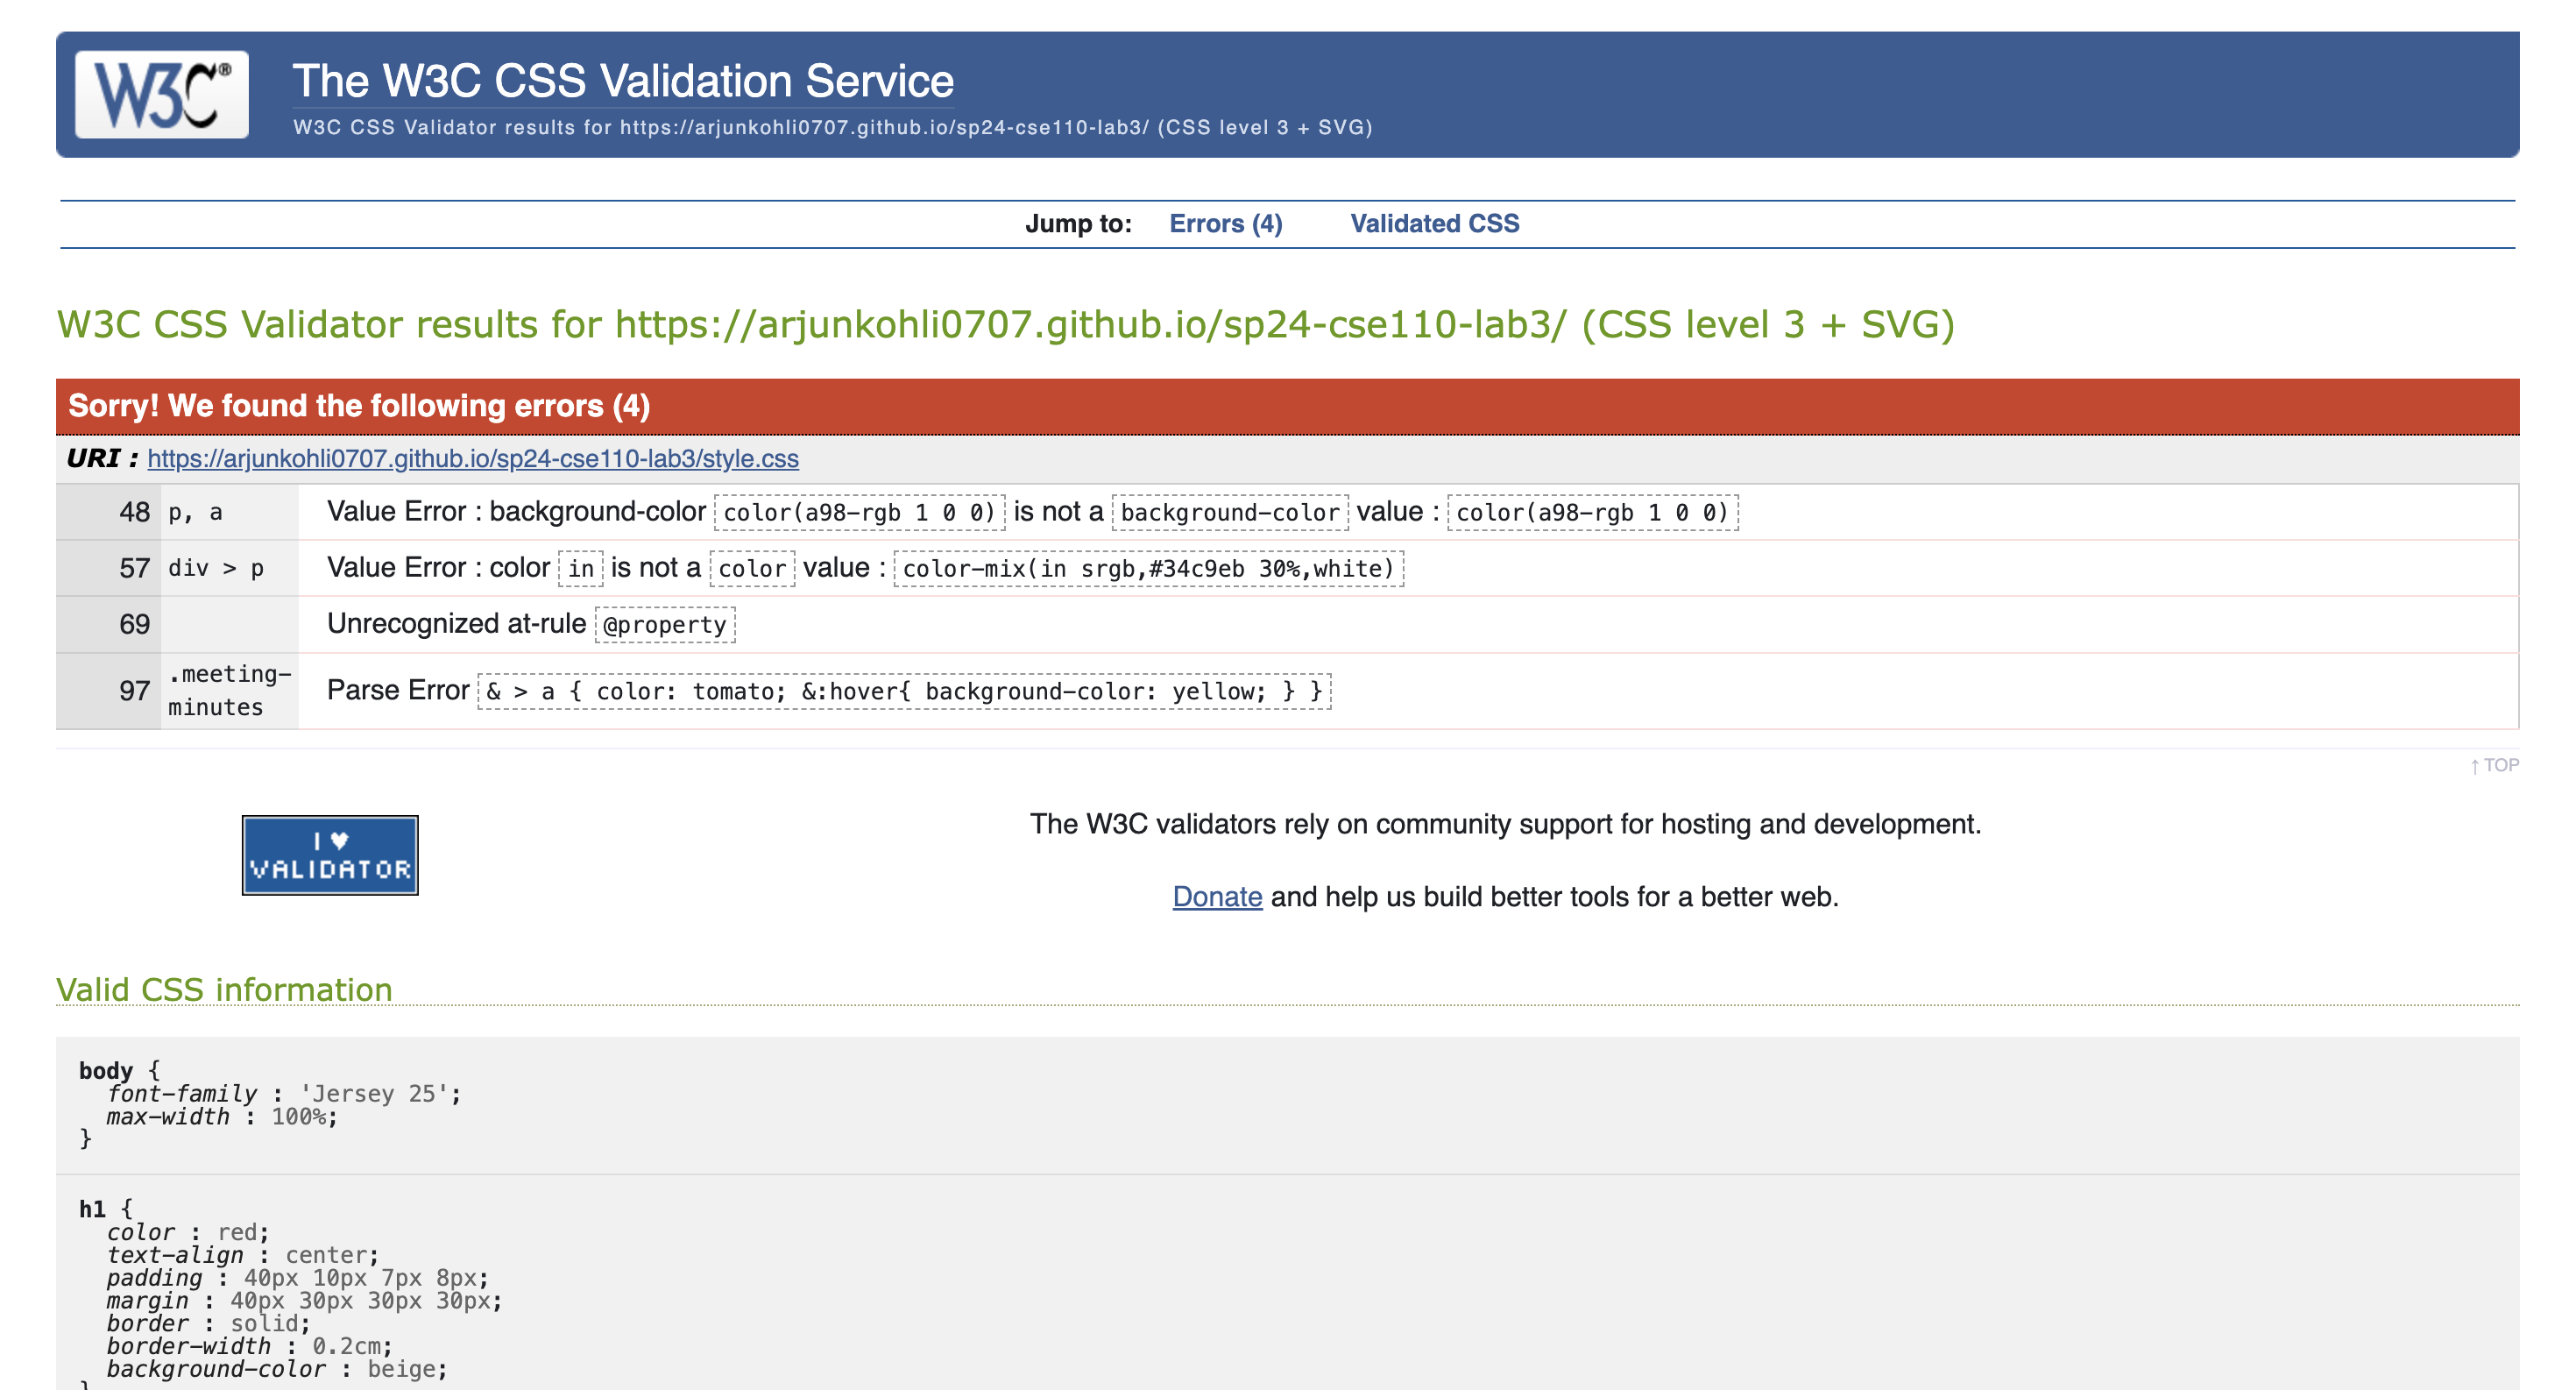 W3C®
The W3C CSS Validation Service
W3C CSS Validator results for https://arjunkohli0707.github.io/sp24-cse110-lab3/ (CSS level 3 + SVG)
Jump to: Errors (4) Validated CSS
W3C CSS Validator results for https://arjunkohli0707.github.io/sp24-cse110-lab3/ (CSS level 3 + SVG)
Sorry! We found the following errors (4)
URI : https://arjunkohli0707.github.io/sp24-cse110-lab3/style.css
48 p, a Value Error : background-color color(a98-rgb 1 0 0) is not a background-color value : color(a98-rgb 1 0 0)
57 div > p Value Error : color in is not a color value : color-mix(in srgb,#34c9eb 30%,white)
69 Unrecognized at-rule @property
97 .meeting-minutes Parse Error & > a { color: tomato; &:hover{ background-color: yellow; } }
↑ TOP
I ♥
VALIDATOR
The W3C validators rely on community support for hosting and development.
Donate and help us build better tools for a better web.
Valid CSS information
body {
font-family : 'Jersey 25';
max-width : 100%;
}
h1 {
color : red;
text-align : center;
padding : 40px 10px 7px 8px;
margin : 40px 30px 30px 30px;
border : solid;
border-width : 0.2cm;
background-color : beige;
}